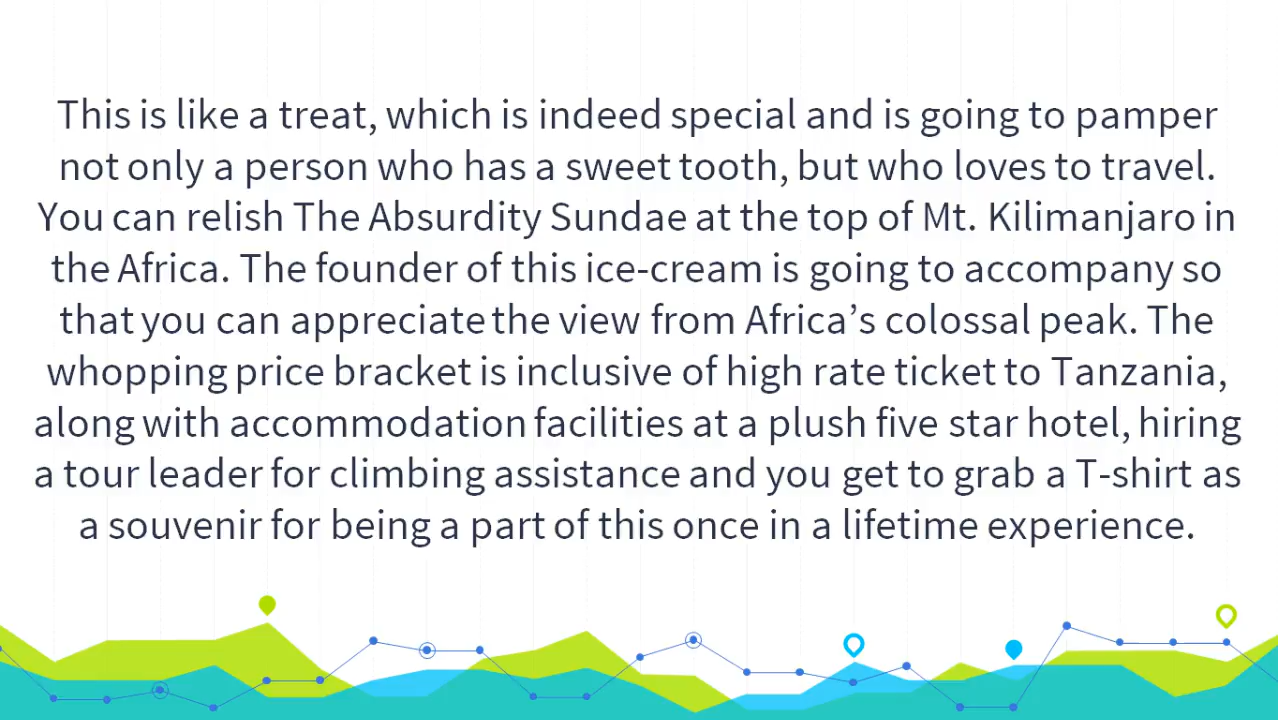 This is like a treat, which is indeed special and is going to pamper
not only a person who has a sweet tooth, but who loves to travel.
You can relish The Absurdity Sundae at the top of Mt. Kilimanjaro in
the Africa. The founder of this ice-cream is going to accompany so
that you can appreciate the view from Africa’s colossal peak. The
whopping price bracket is inclusive of high rate ticket to Tanzania,
along with accommodation facilities at a plush five star hotel, hiring
a tour leader for climbing assistance and you get to grab a T-shirt as
a souvenir for being a part of this once in a lifetime experience.